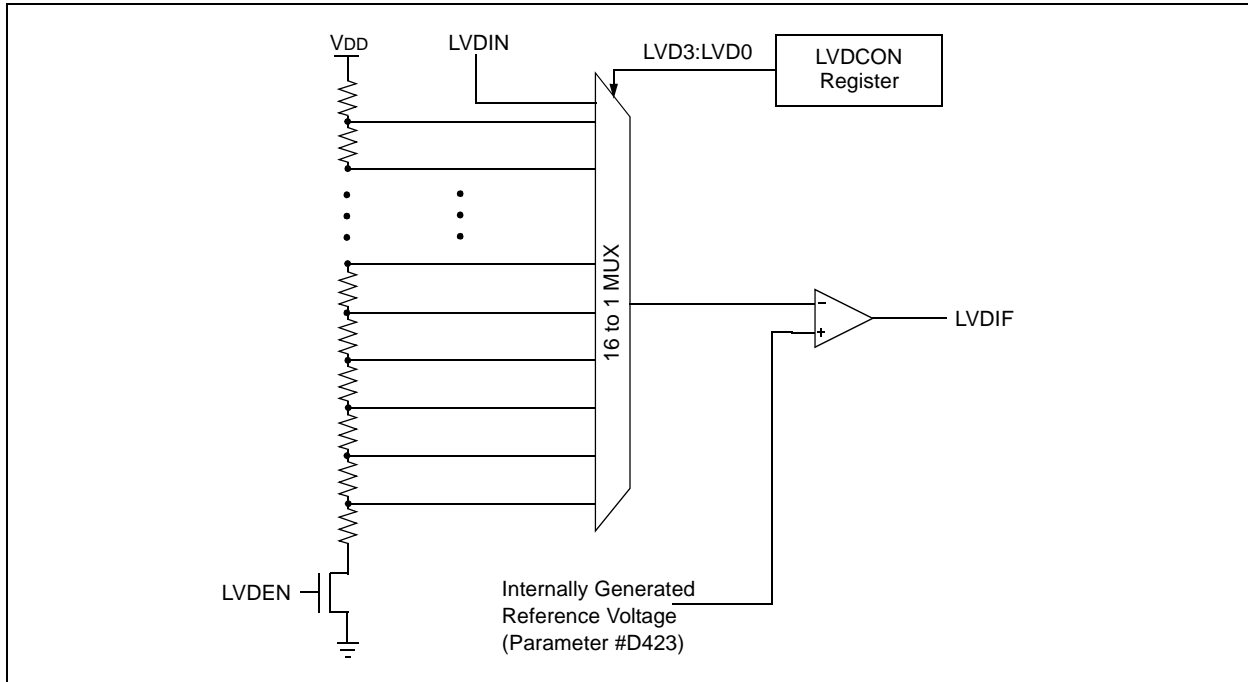 VDD
LVDIN
LVD3:LVD0
LVDCON
Register
16 to 1 MUX
−
+
LVDIF
LVDEN
Internally Generated
Reference Voltage
(Parameter #D423)